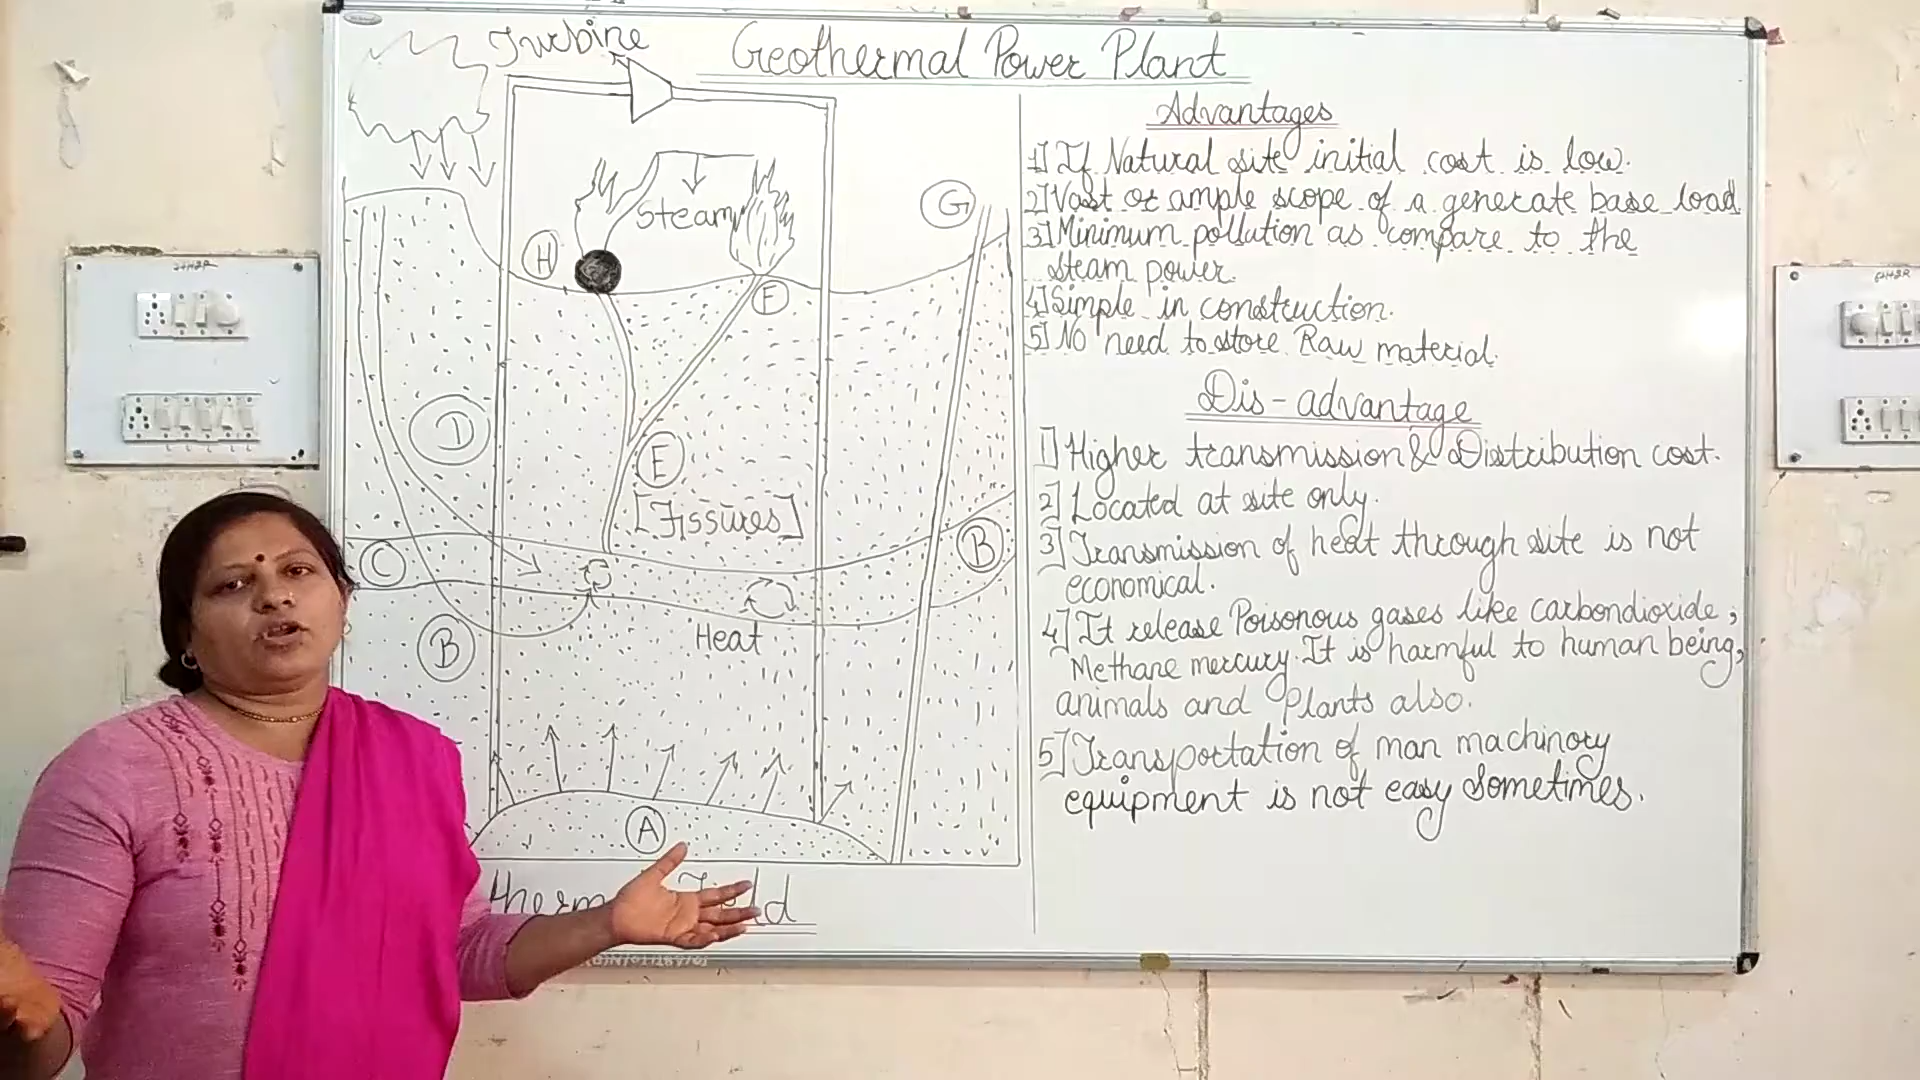 Turbine
Geothermal Power Plant
Steam
H
G
F
D
E
[Fissures]
C
B
B
Heat
A
Field
Advantages
1] If Natural site initial cost is low.
2] Vast or ample scope of a generate base load
3] Minimum pollution as compare to the
steam power.
4] Simple in construction.
5] No need to store Raw material.
Dis-advantage
1] Higher transmission & Distribution cost.
2] Located at site only.
3] Transmission of heat through site is not
economical.
4] It release Poisonous gases like carbondioxide,
Methane mercury. It is harmful to human being,
animals and plants also.
5] Transportation of man machinory
equipment is not easy sometimes.